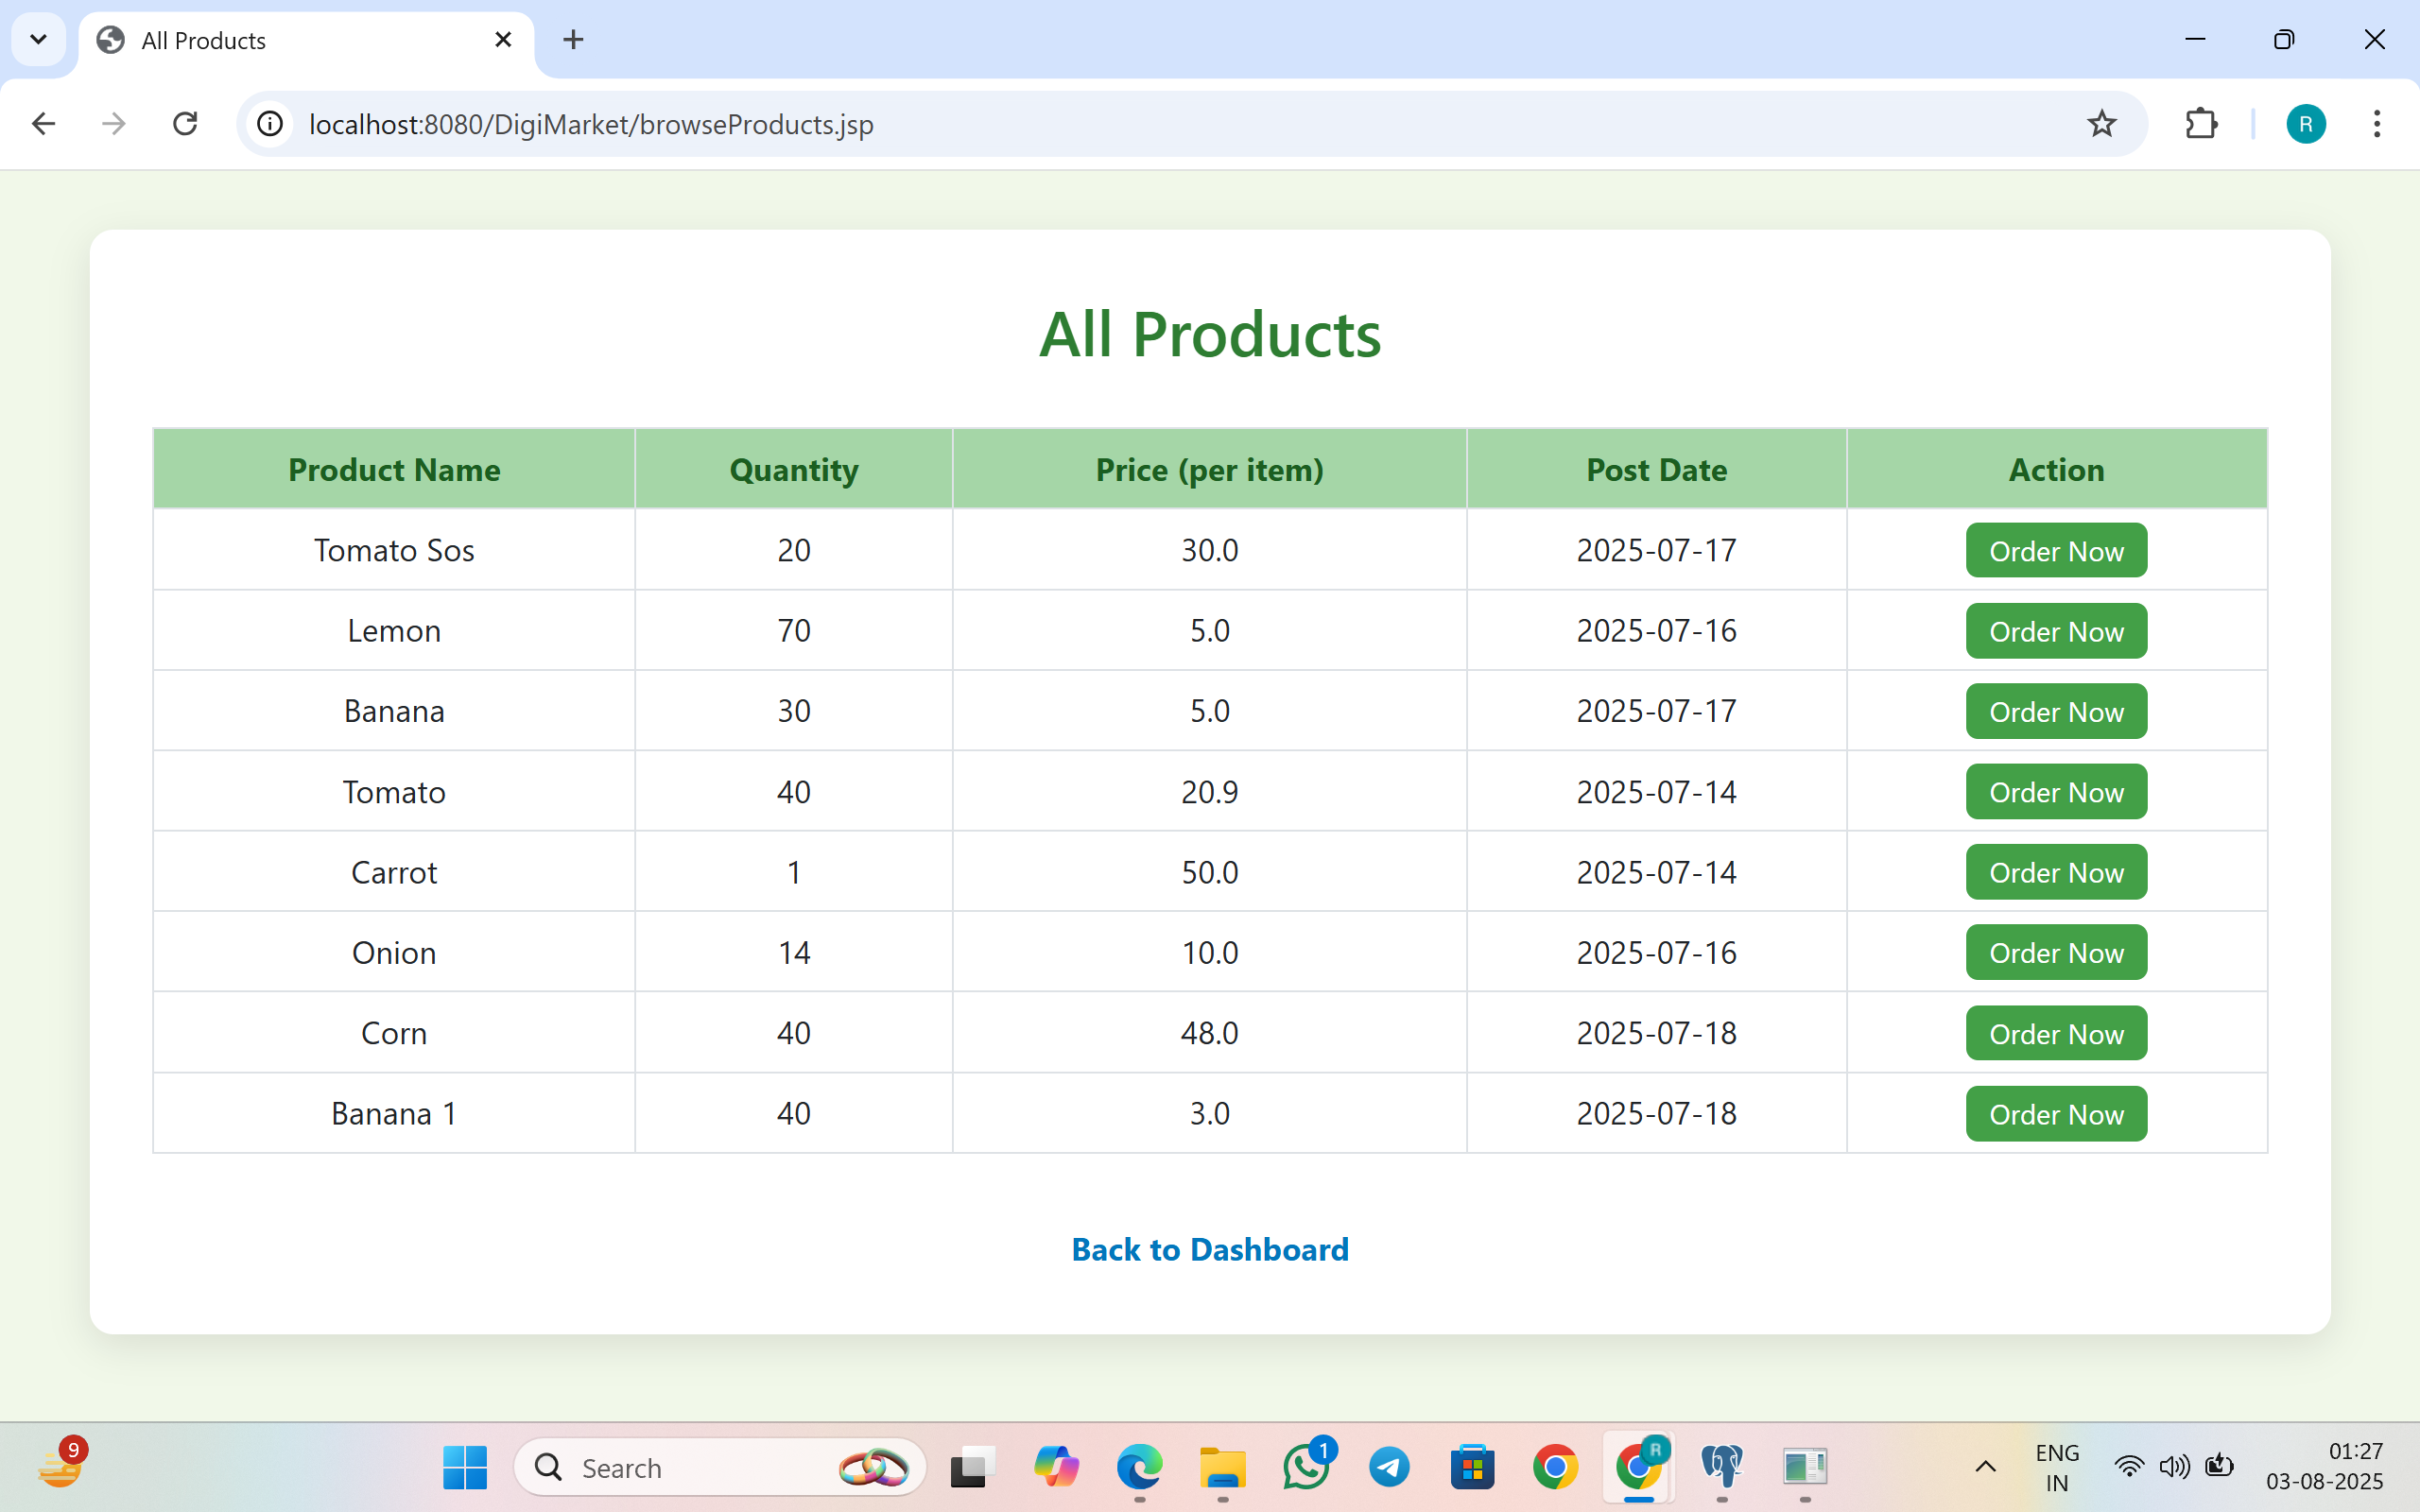 All Products
localhost:8080/DigiMarket/browseProducts.jsp
R
All Products
Product Name Quantity Price (per item) Post Date Action
Tomato Sos 20 30.0 2025-07-17 Order Now
Lemon 70 5.0 2025-07-16 Order Now
Banana 30 5.0 2025-07-17 Order Now
Tomato 40 20.9 2025-07-14 Order Now
Carrot 1 50.0 2025-07-14 Order Now
Onion 14 10.0 2025-07-16 Order Now
Corn 40 48.0 2025-07-18 Order Now
Banana 1 40 3.0 2025-07-18 Order Now
Back to Dashboard
9
Search
1
R
ENG
IN
01:27
03-08-2025